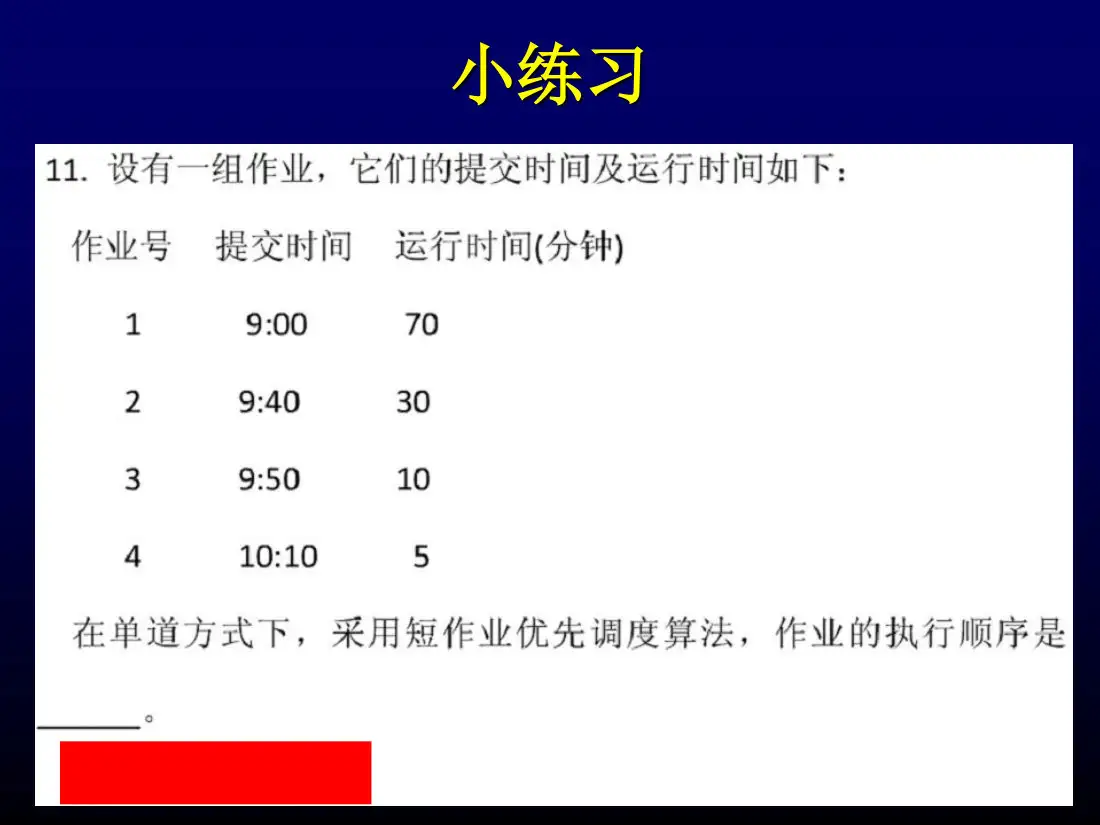 小练习
11. 设有一组作业，它们的提交时间及运行时间如下：
作业号 提交时间 运行时间(分钟)
1 9:00 70
2 9:40 30
3 9:50 10
4 10:10 5
在单道方式下，采用短作业优先调度算法，作业的执行顺序是
______。